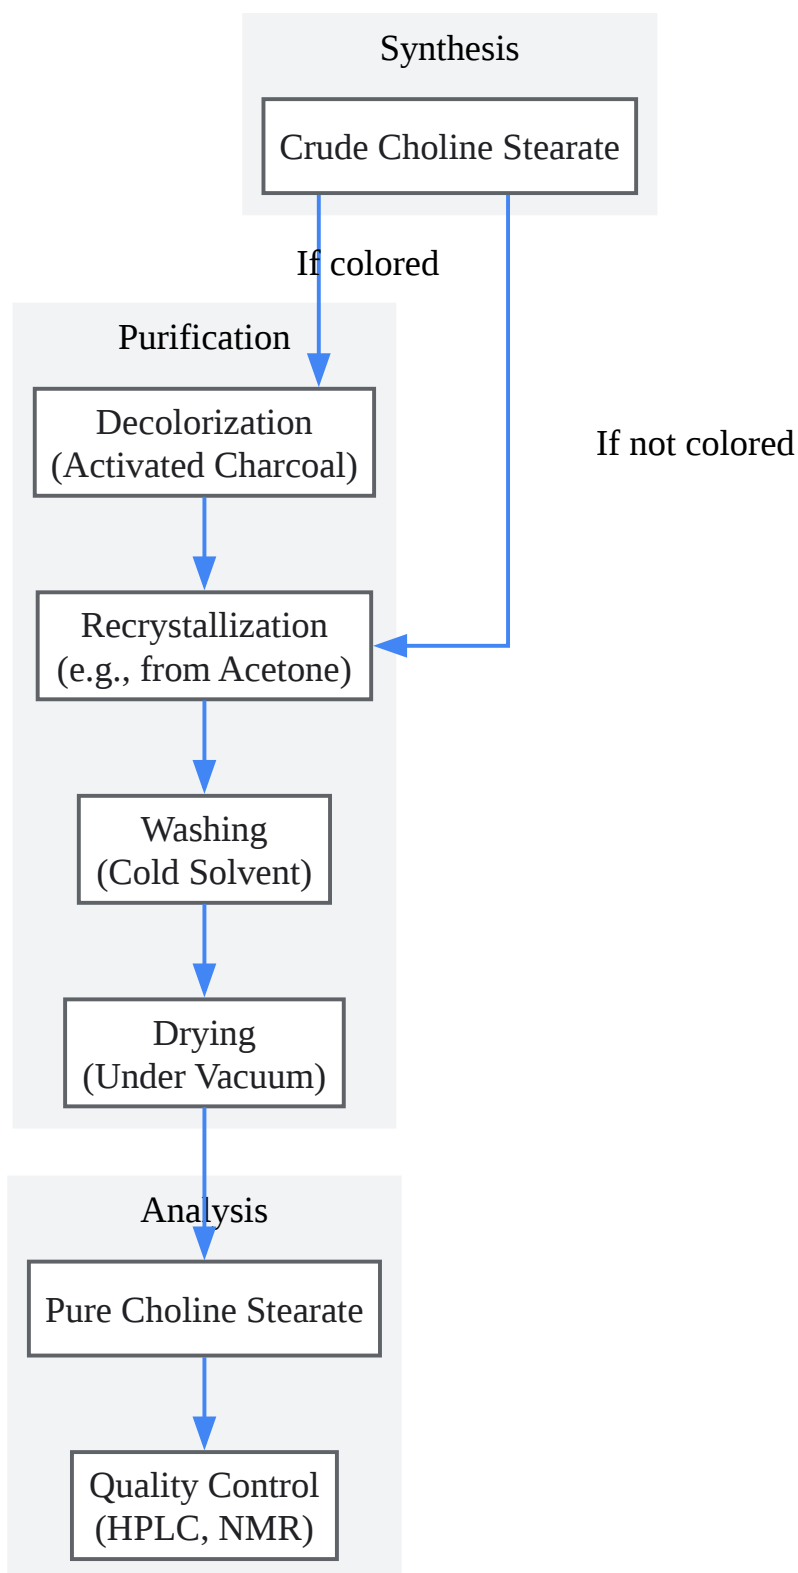 Synthesis
Crude Choline Stearate
If colored
Purification
Decolorization
(Activated Charcoal)
If not colored
Recrystallization
(e.g., from Acetone)
Washing
(Cold Solvent)
Drying
(Under Vacuum)
Analysis
Pure Choline Stearate
Quality Control
(HPLC, NMR)